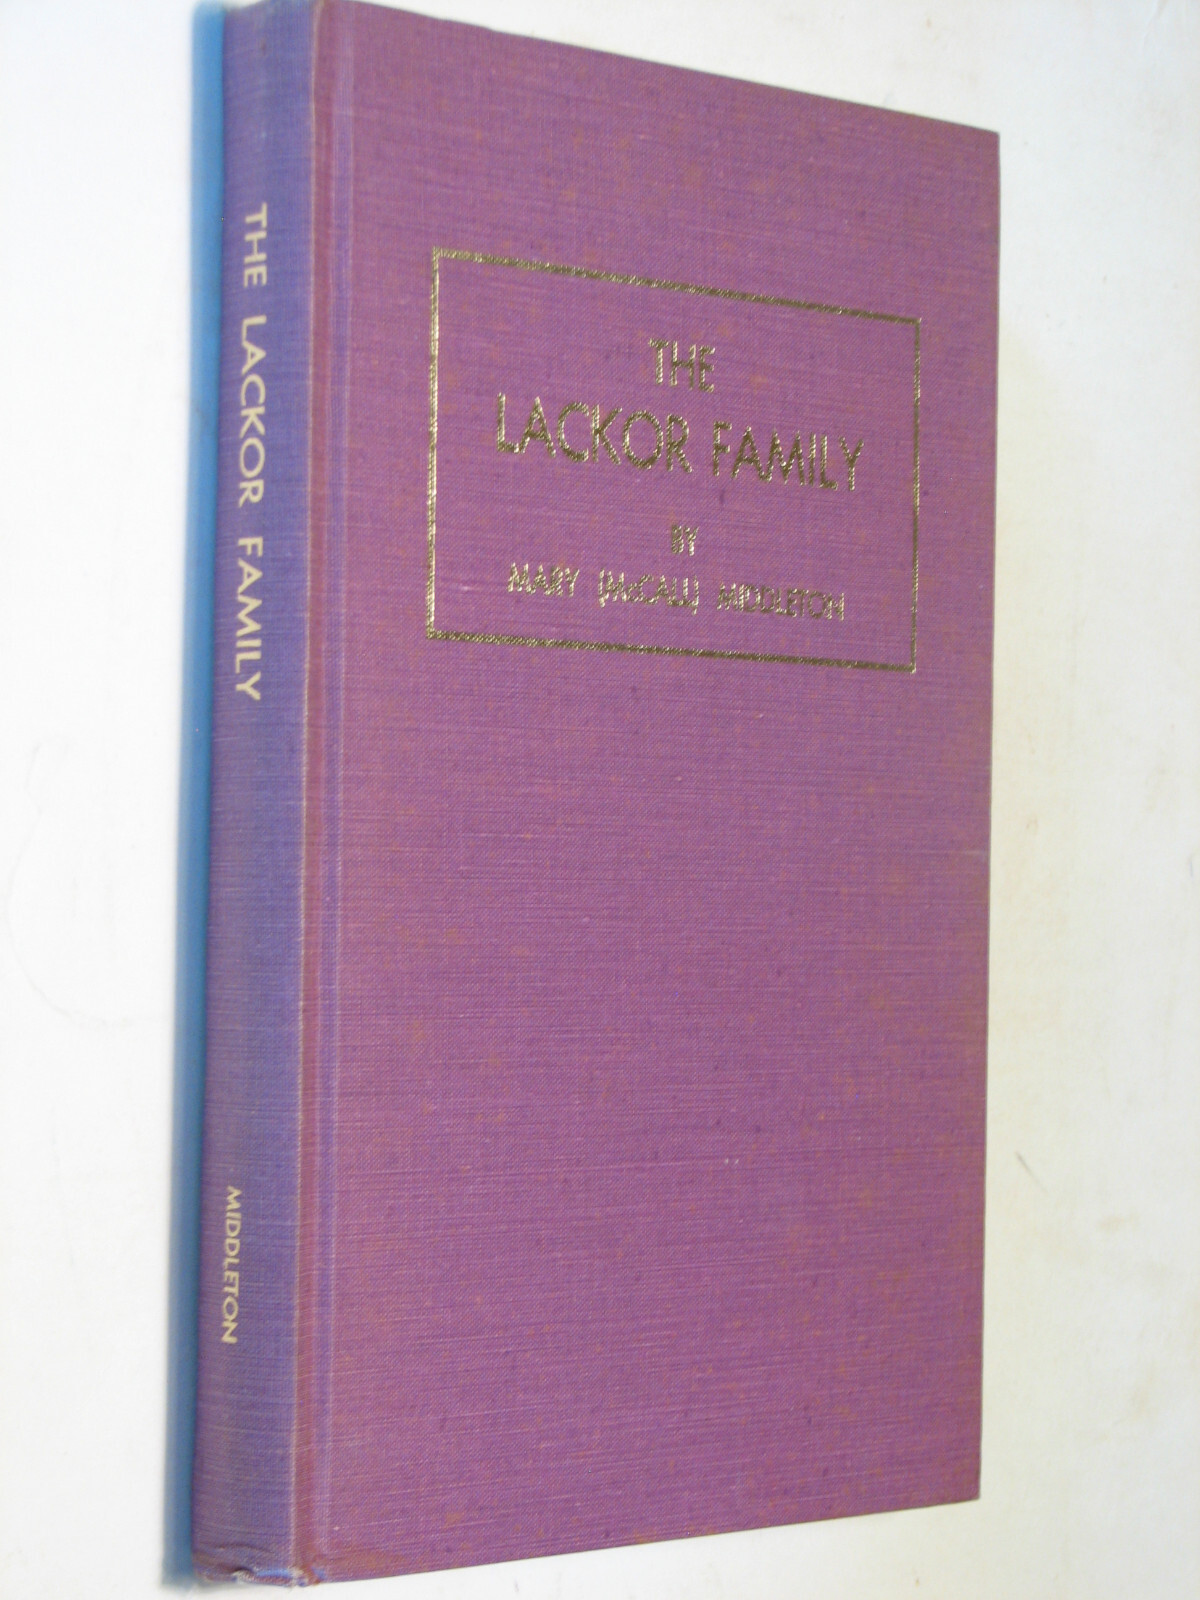 THE LACKOR FAMILY
MIDDLETON
THE
LACKOR FAMILY
BY
MARY (McCALL) MIDDLETON